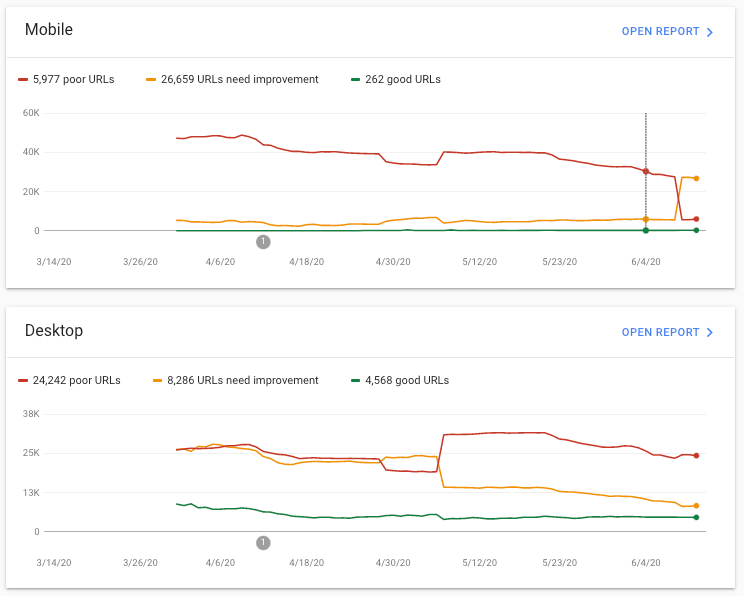 Mobile OPEN REPORT
5,977 poor URLs 26,659 URLs need improvement 262 good URLs
60K
40K
20K
0
1
3/14/20 3/26/20 4/6/20 4/18/20 4/30/20 5/12/20 5/23/20 6/4/20
Desktop OPEN REPORT
24,242 poor URLs 8,286 URLs need improvement 4,568 good URLs
38K
25K
13K
0
1
3/14/20 3/26/20 4/6/20 4/18/20 4/30/20 5/12/20 5/23/20 6/4/20